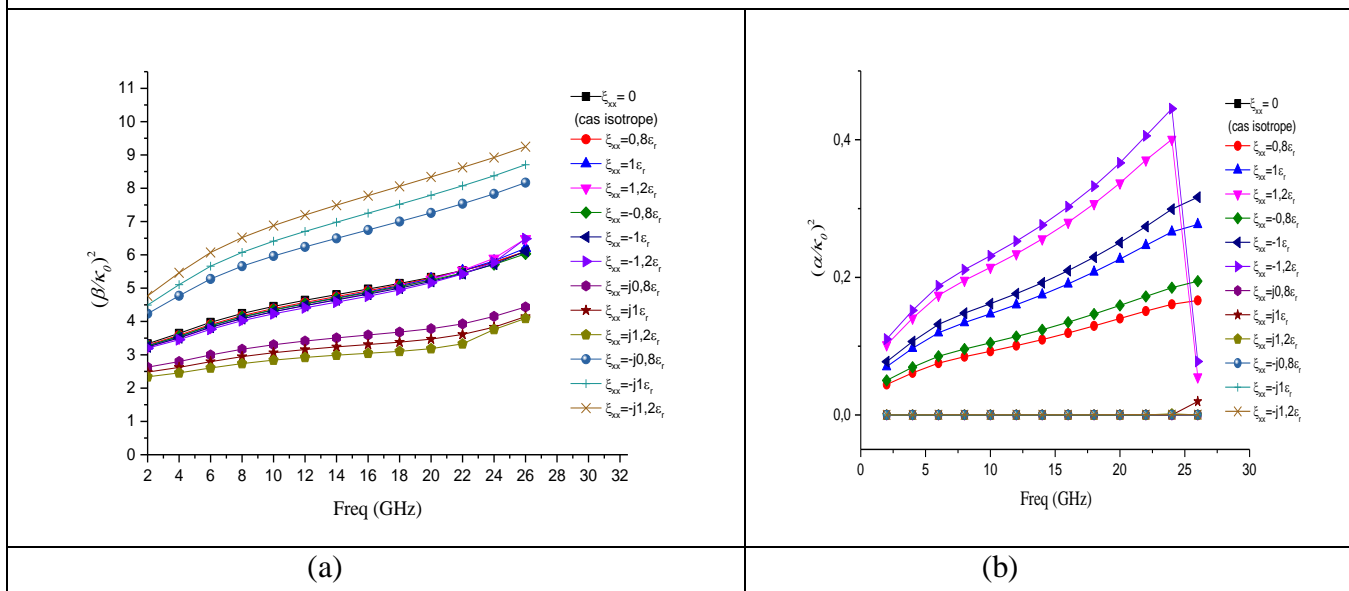 (β/κ₀)²
11
10
9
8
7
6
5
4
3
2
1
0
2 4 6 8 10 12 14 16 18 20 22 24 26 28 30 32
Freq (GHz)
ξxx= 0
(cas isotrope)
ξxx=0,8εr
ξxx=1εr
ξxx=1,2εr
ξxx=-0,8εr
ξxx=-1εr
ξxx=-1,2εr
ξxx=j0,8εr
ξxx=j1εr
ξxx=j1,2εr
ξxx=-j0,8εr
ξxx=-j1εr
ξxx=-j1,2εr
(a)
(α/κ₀)²
0,4
0,2
0,0
0 5 10 15 20 25 30
Freq (GHz)
ξxx= 0
(cas isotrope)
ξxx=0,8εr
ξxx=1εr
ξxx=1,2εr
ξxx=-0,8εr
ξxx=-1εr
ξxx=-1,2εr
ξxx=j0,8εr
ξxx=j1εr
ξxx=j1,2εr
ξxx=-j0,8εr
ξxx=-j1εr
ξxx=-j1,2εr
(b)